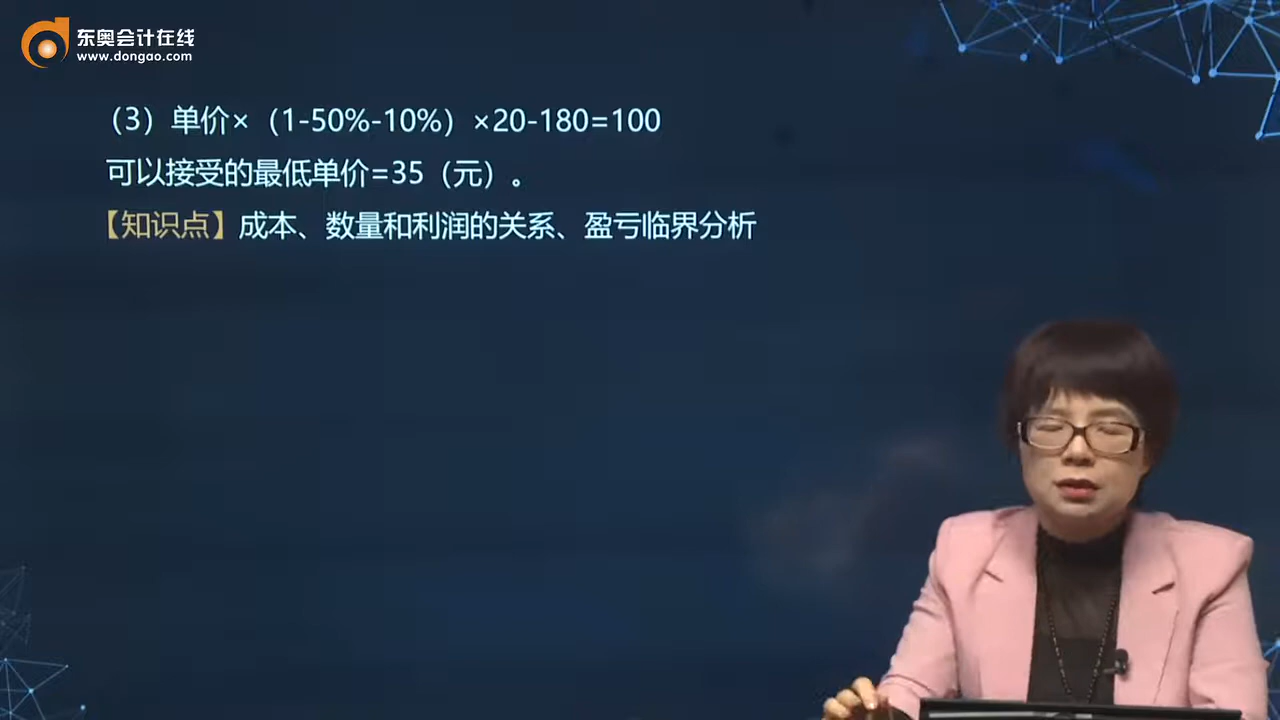 东奥会计在线
www.dongao.com
（3）单价×（1-50%-10%）×20-180=100
可以接受的最低单价=35（元）。
【知识点】成本、数量和利润的关系、盈亏临界分析